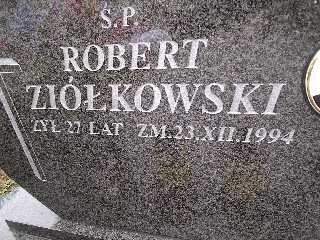 Ś.P.
ROBERT
ZIÓŁKOWSKI
ŻYŁ 27 LAT ZM.23.XII.1994